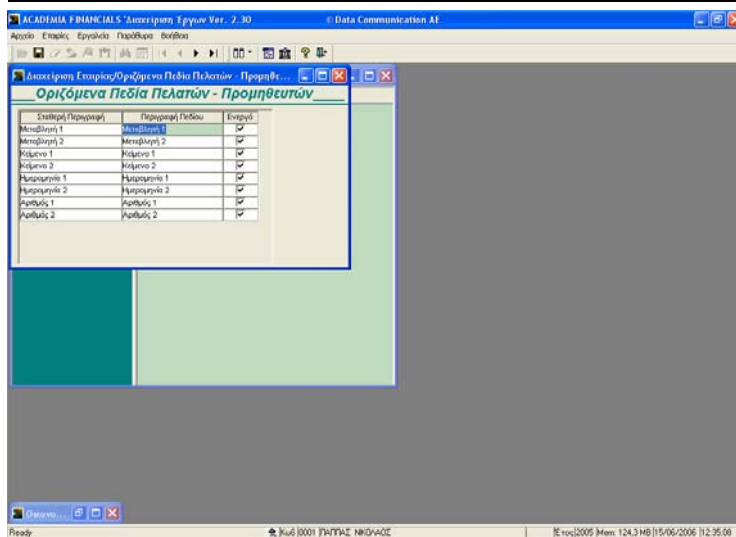 ACADEMIA FINANCIALS 'Διαχείριση Έργων Ver. 2.30 © Data Communication ΑΕ
Αρχείο Εταιρίες Εργαλεία Παράθυρα Βοήθεια
Διαχείριση Εταιρίας/Οριζόμενα Πεδία Πελατών - Προμηθε...
Οριζόμενα Πεδία Πελατών - Προμηθευτών
Σταθερή Περιγραφή Περιγραφή Πεδίου Ενεργό
Μεταβλητή 1 Μεταβλητή 1
Μεταβλητή 2 Μεταβλητή 2
Κείμενο 1 Κείμενο 1
Κείμενο 2 Κείμενο 2
Ημερομηνία 1 Ημερομηνία 1
Ημερομηνία 2 Ημερομηνία 2
Αριθμός 1 Αριθμός 1
Αριθμός 2 Αριθμός 2
Οικονο...
Ready Κωδ 0001 ΠΑΠΠΑΣ ΝΙΚΟΛΑΟΣ Έτος 2005 Mem: 124.3 MB 15/06/2006 12:35:08